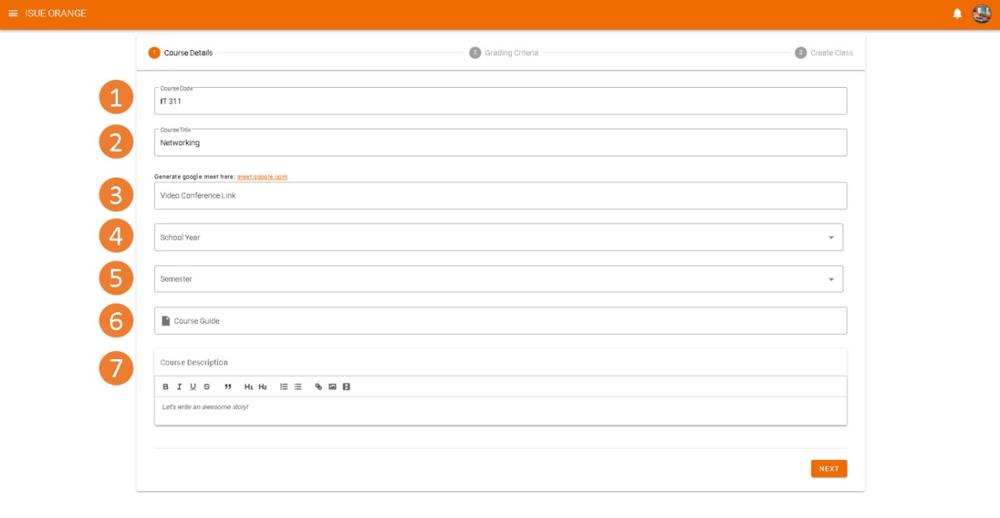 ISUE ORANGE
1 Course Details 2 Grading Criteria 3 Create Class
1
Course Code
IT 311
2
Course Title
Networking
Generate google meet here: meet.google.com
3
Video Conference Link
4
School Year
5
Semester
6
Course Guide
7
Course Description
B I U S ” H1 H2
Let's write an awesome story!
NEXT